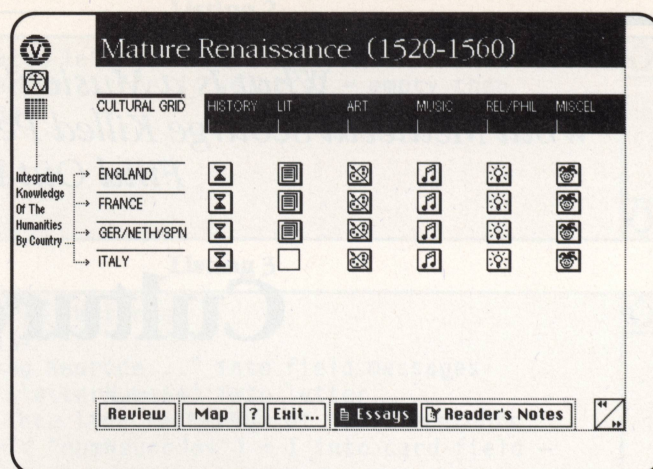 Mature Renaissance (1520-1560)
CULTURAL GRID HISTORY LIT ART MUSIC REL/PHIL MISCEL
Integrating
Knowledge
Of The
Humanities
By Country ...
ENGLAND
FRANCE
GER/NETH/SPN
ITALY
Review Map ? Exit... Essays Reader's Notes